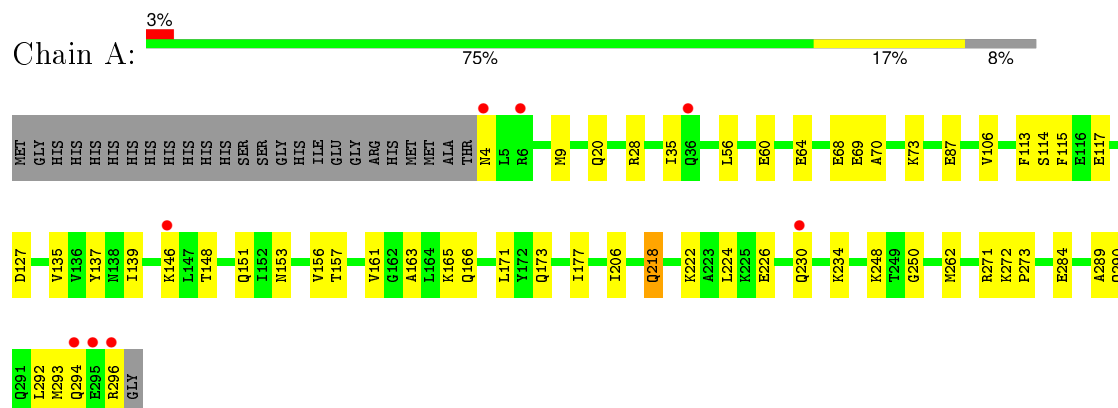 3%
Chain A:
75% 17% 8%
MET GLY HIS HIS HIS HIS HIS HIS HIS HIS HIS HIS SER SER GLY HIS ILE GLU GLY ARG HIS MET MET ALA THR N4 L5 R6 M9 Q20 R28 I35 Q36 L56 E60 E64 E68 E69 A70 K73 E87 V106 F113 S114 F115 E116 E117
D127 V135 V136 Y137 N138 I139 K146 L147 T148 Q151 I152 N153 V156 T157 V161 G162 A163 L164 K165 Q166 L171 Y172 Q173 I177 I206 Q218 K222 A223 L224 K225 E226 Q230 K234 K248 T249 G250 M262 R271 K272 P273 E284 A289 Q290
Q291 L292 M293 Q294 E295 R296 GLY